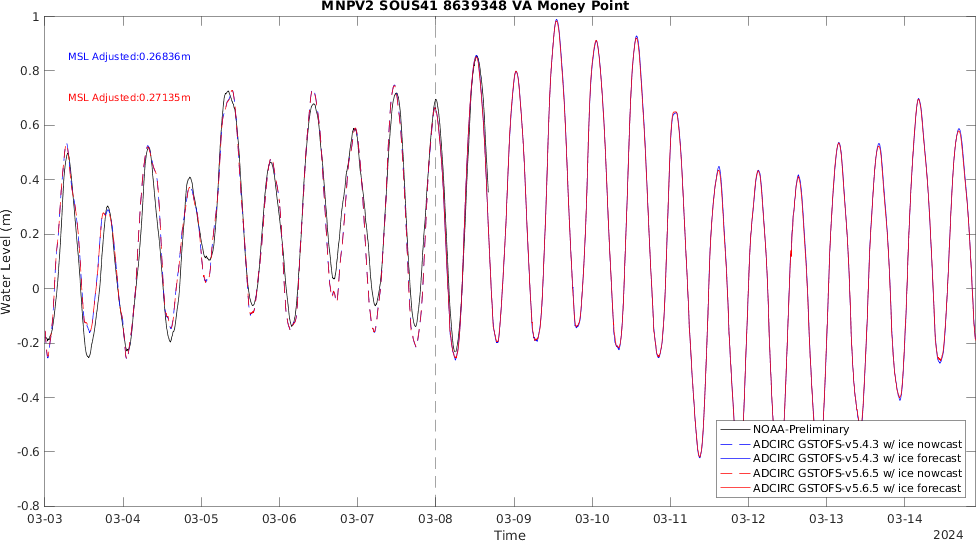 MNPV2 SOUS41 8639348 VA Money Point
1
0.8
0.6
0.4
0.2
0
-0.2
-0.4
-0.6
-0.8
Water Level (m)
MSL Adjusted:0.26836m
MSL Adjusted:0.27135m
NOAA-Preliminary
ADCIRC GSTOFS-v5.4.3 w/ ice nowcast
ADCIRC GSTOFS-v5.4.3 w/ ice forecast
ADCIRC GSTOFS-v5.6.5 w/ ice nowcast
ADCIRC GSTOFS-v5.6.5 w/ ice forecast
03-03 03-04 03-05 03-06 03-07 03-08 03-09 03-10 03-11 03-12 03-13 03-14
Time
2024